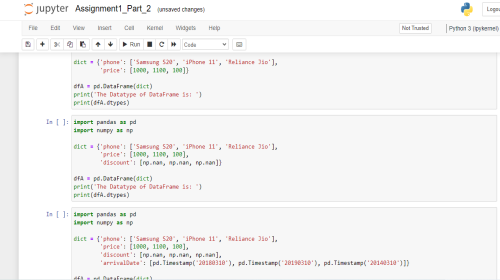 jupyter Assignment1_Part_2 (unsaved changes)
Logou
File Edit View Insert Cell Kernel Widgets Help
Not Trusted
Python 3 (ipykernel)
Run
Code
dict = {'phone': ['Samsung S20', 'iPhone 11', 'Reliance Jio'],
'price': [1000, 1100, 100]}
dfA = pd.DataFrame(dict)
print('The Datatype of DataFrame is: ')
print(dfA.dtypes)
In [ ]: import pandas as pd
import numpy as np
dict = {'phone': ['Samsung S20', 'iPhone 11', 'Reliance Jio'],
'price': [1000, 1100, 100],
'discount': [np.nan, np.nan, np.nan]}
dfA = pd.DataFrame(dict)
print('The Datatype of DataFrame is: ')
print(dfA.dtypes)
In [ ]: import pandas as pd
import numpy as np
dict = {'phone': ['Samsung S20', 'iPhone 11', 'Reliance Jio'],
'price': [1000, 1100, 100],
'discount': [np.nan, np.nan, np.nan],
'arrivalDate': [pd.Timestamp('20180310'), pd.Timestamp('20190310'), pd.Timestamp('20140310')]}
dfA = pd.DataFrame(dict)